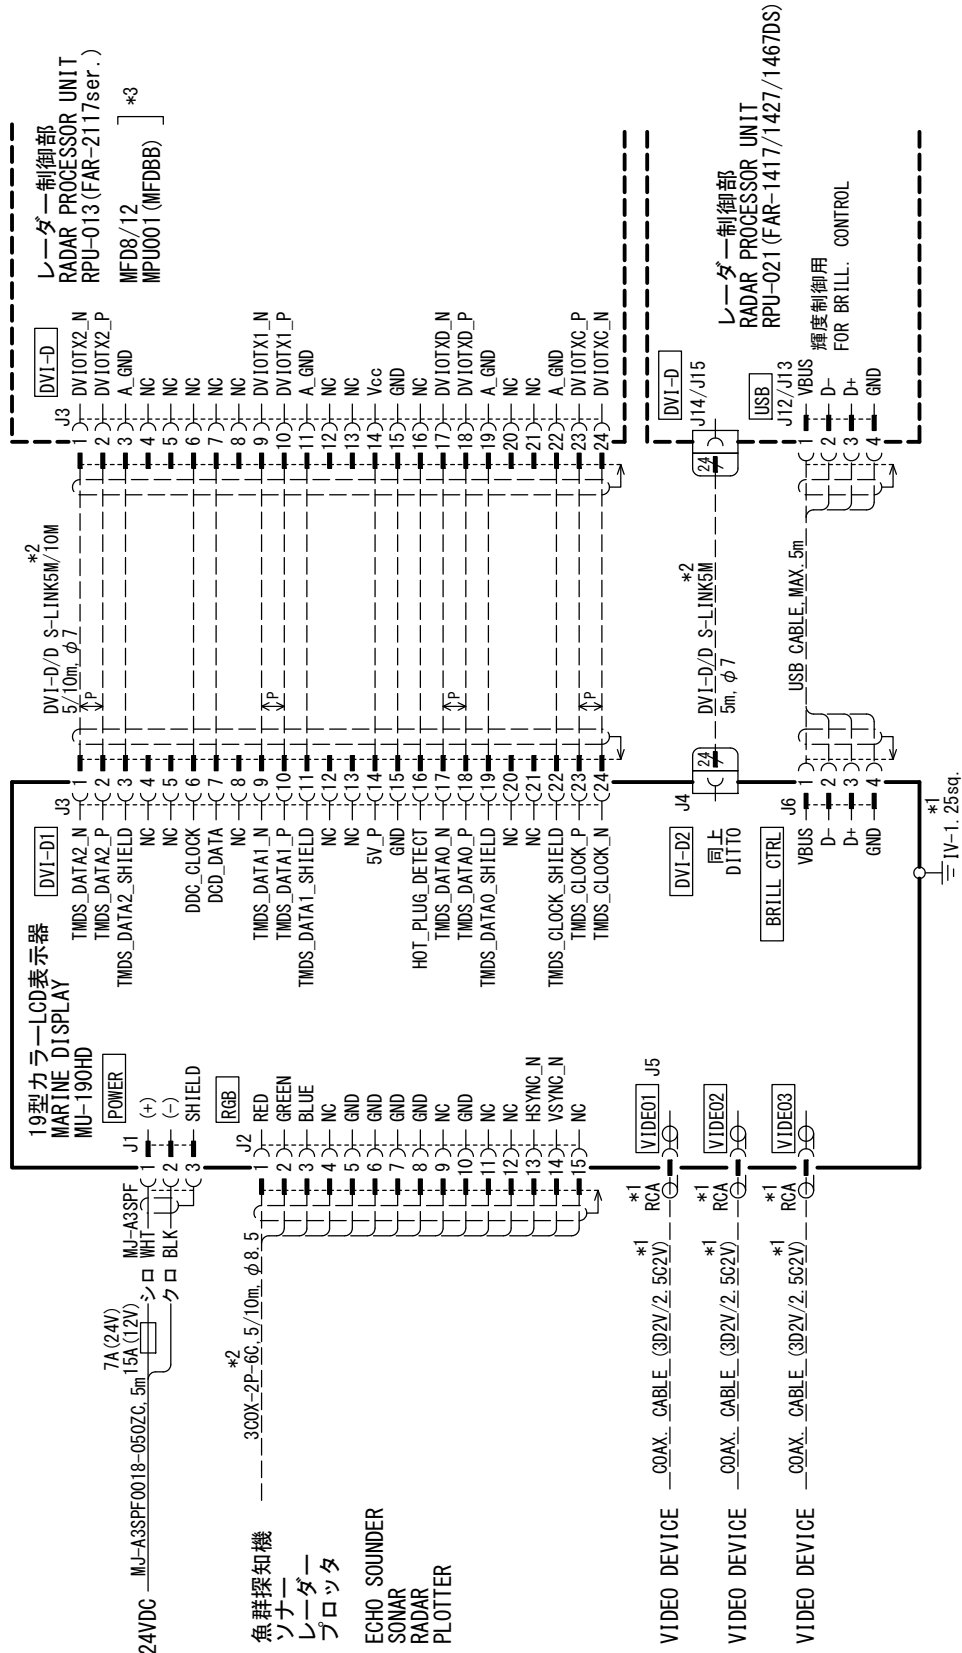 19型カラーLCD表示器
MARINE DISPLAY
MU-190HD
レーダー制御部
RADAR PROCESSOR UNIT
RPU-013(FAR-2117ser.)
MFD8/12
MPU001(MFDBB)
*3
24VDC
MJ-A3SPF0018-050ZC, 5m
7A(24V)
15A(12V)
シロ WHT
クロ BLK
MJ-A3SPF
POWER
J1
1 (+)
2 (-)
3 SHIELD
魚群探知機
ソナー
レーダー
プロッタ
ECHO SOUNDER
SONAR
RADAR
PLOTTER
*2
3COX-2P-6C, 5/10m, φ8.5
RGB
J2
1 RED
2 GREEN
3 BLUE
4 NC
5 GND
6 GND
7 GND
8 GND
9 NC
10 GND
11 NC
12 NC
13 HSYNC_N
14 VSYNC_N
15 NC
VIDEO DEVICE
COAX. CABLE (3D2V/2.5C2V)
*1
*1
RCA
VIDEO1
J5
VIDEO DEVICE
COAX. CABLE (3D2V/2.5C2V)
*1
*1
RCA
VIDEO2
VIDEO DEVICE
COAX. CABLE (3D2V/2.5C2V)
*1
*1
RCA
VIDEO3
DVI-D1
J3
TMDS_DATA2_N 1
TMDS_DATA2_P 2
TMDS_DATA2_SHIELD 3
NC 4
NC 5
DDC_CLOCK 6
DCD_DATA 7
NC 8
TMDS_DATA1_N 9
TMDS_DATA1_P 10
TMDS_DATA1_SHIELD 11
NC 12
NC 13
5V_P 14
GND 15
HOT_PLUG_DETECT 16
TMDS_DATA0_N 17
TMDS_DATA0_P 18
TMDS_DATA0_SHIELD 19
NC 20
NC 21
TMDS_CLOCK_SHIELD 22
TMDS_CLOCK_P 23
TMDS_CLOCK_N 24
*2
DVI-D/D S-LINK5M/10M
5/10m, φ7
P
P
P
P
DVI-D
J3
1 DVIOTX2_N
2 DVIOTX2_P
3 A_GND
4 NC
5 NC
6 NC
7 NC
8 NC
9 DVIOTX1_N
10 DVIOTX1_P
11 A_GND
12 NC
13 NC
14 Vcc
15 GND
16 NC
17 DVIOTXD_N
18 DVIOTXD_P
19 A_GND
20 NC
21 NC
22 A_GND
23 DVIOTXC_P
24 DVIOTXC_N
DVI-D2
J4
同上
DITTO
24
*2
DVI-D/D S-LINK5M
5m, φ7
24
DVI-D
J14/J15
レーダー制御部
RADAR PROCESSOR UNIT
RPU-021(FAR-1417/1427/1467DS)
BRILL CTRL
J6
VBUS 1
D- 2
D+ 3
GND 4
USB CABLE, MAX. 5m
USB
J12/J13
1 VBUS
2 D-
3 D+
4 GND
輝度制御用
FOR BRILL. CONTROL
*1
IV-1.25sq.